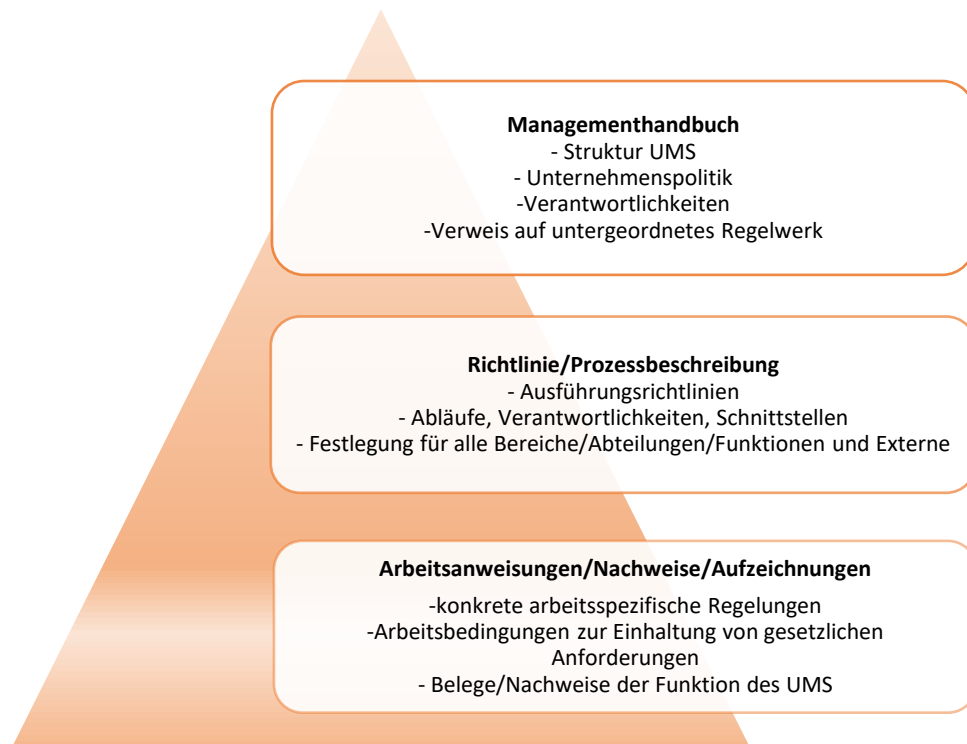 Managementhandbuch
- Struktur UMS
- Unternehmenspolitik
-Verantwortlichkeiten
-Verweis auf untergeordnetes Regelwerk
Richtlinie/Prozessbeschreibung
- Ausführungsrichtlinien
- Abläufe, Verantwortlichkeiten, Schnittstellen
- Festlegung für alle Bereiche/Abteilungen/Funktionen und Externe
Arbeitsanweisungen/Nachweise/Aufzeichnungen
-konkrete arbeitsspezifische Regelungen
-Arbeitsbedingungen zur Einhaltung von gesetzlichen
Anforderungen
- Belege/Nachweise der Funktion des UMS